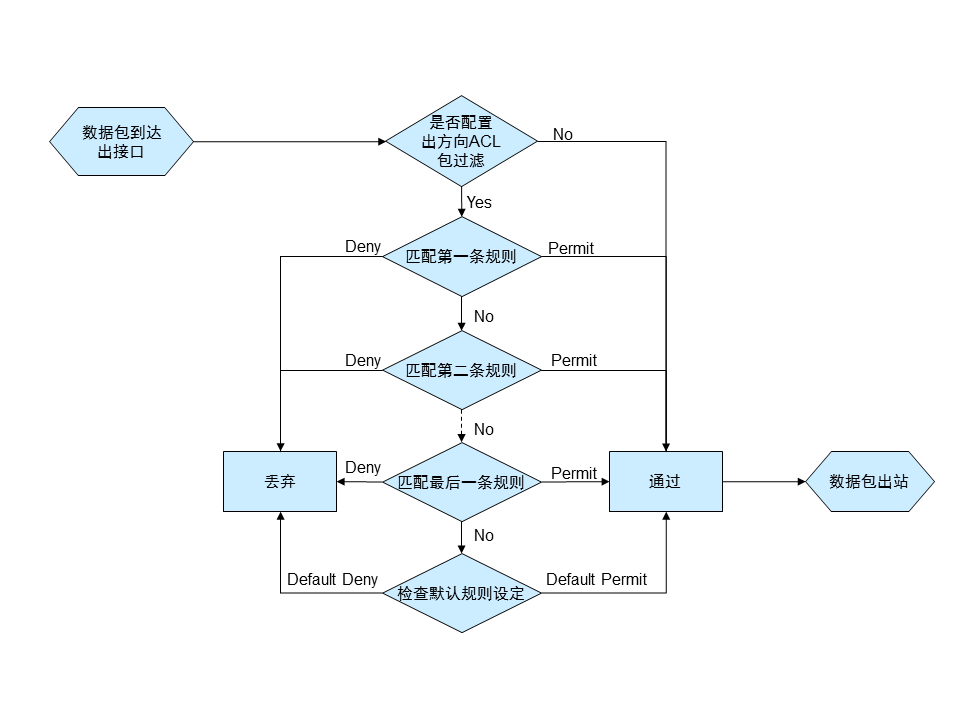 数据包到达
出接口
是否配置
出方向ACL
包过滤
No
Yes
Deny
匹配第一条规则
Permit
No
Deny
匹配第二条规则
Permit
No
丢弃
Deny
匹配最后一条规则
Permit
通过
数据包出站
No
Default Deny
检查默认规则设定
Default Permit